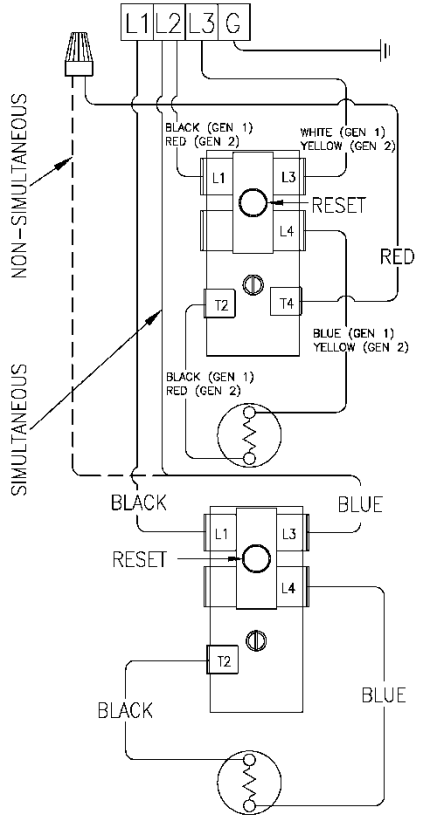 L1 L2 L3 G
NON-SIMULTANEOUS
SIMULTANEOUS
BLACK (GEN 1)
RED (GEN 2)
WHITE (GEN 1)
YELLOW (GEN 2)
L1
L3
RESET
L4
RED
T2
T4
BLUE (GEN 1)
YELLOW (GEN 2)
BLACK (GEN 1)
RED (GEN 2)
BLACK
BLUE
L1
L3
RESET
L4
T2
BLACK
BLUE